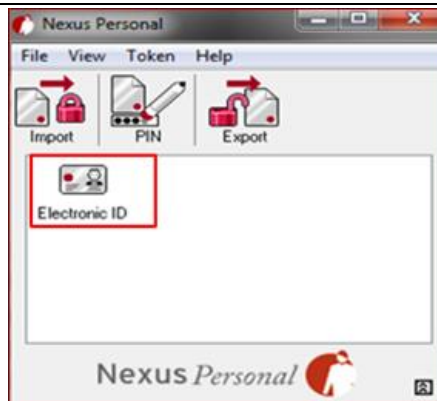 Nexus Personal
File View Token Help
Import PIN Export
Electronic ID
Nexus Personal